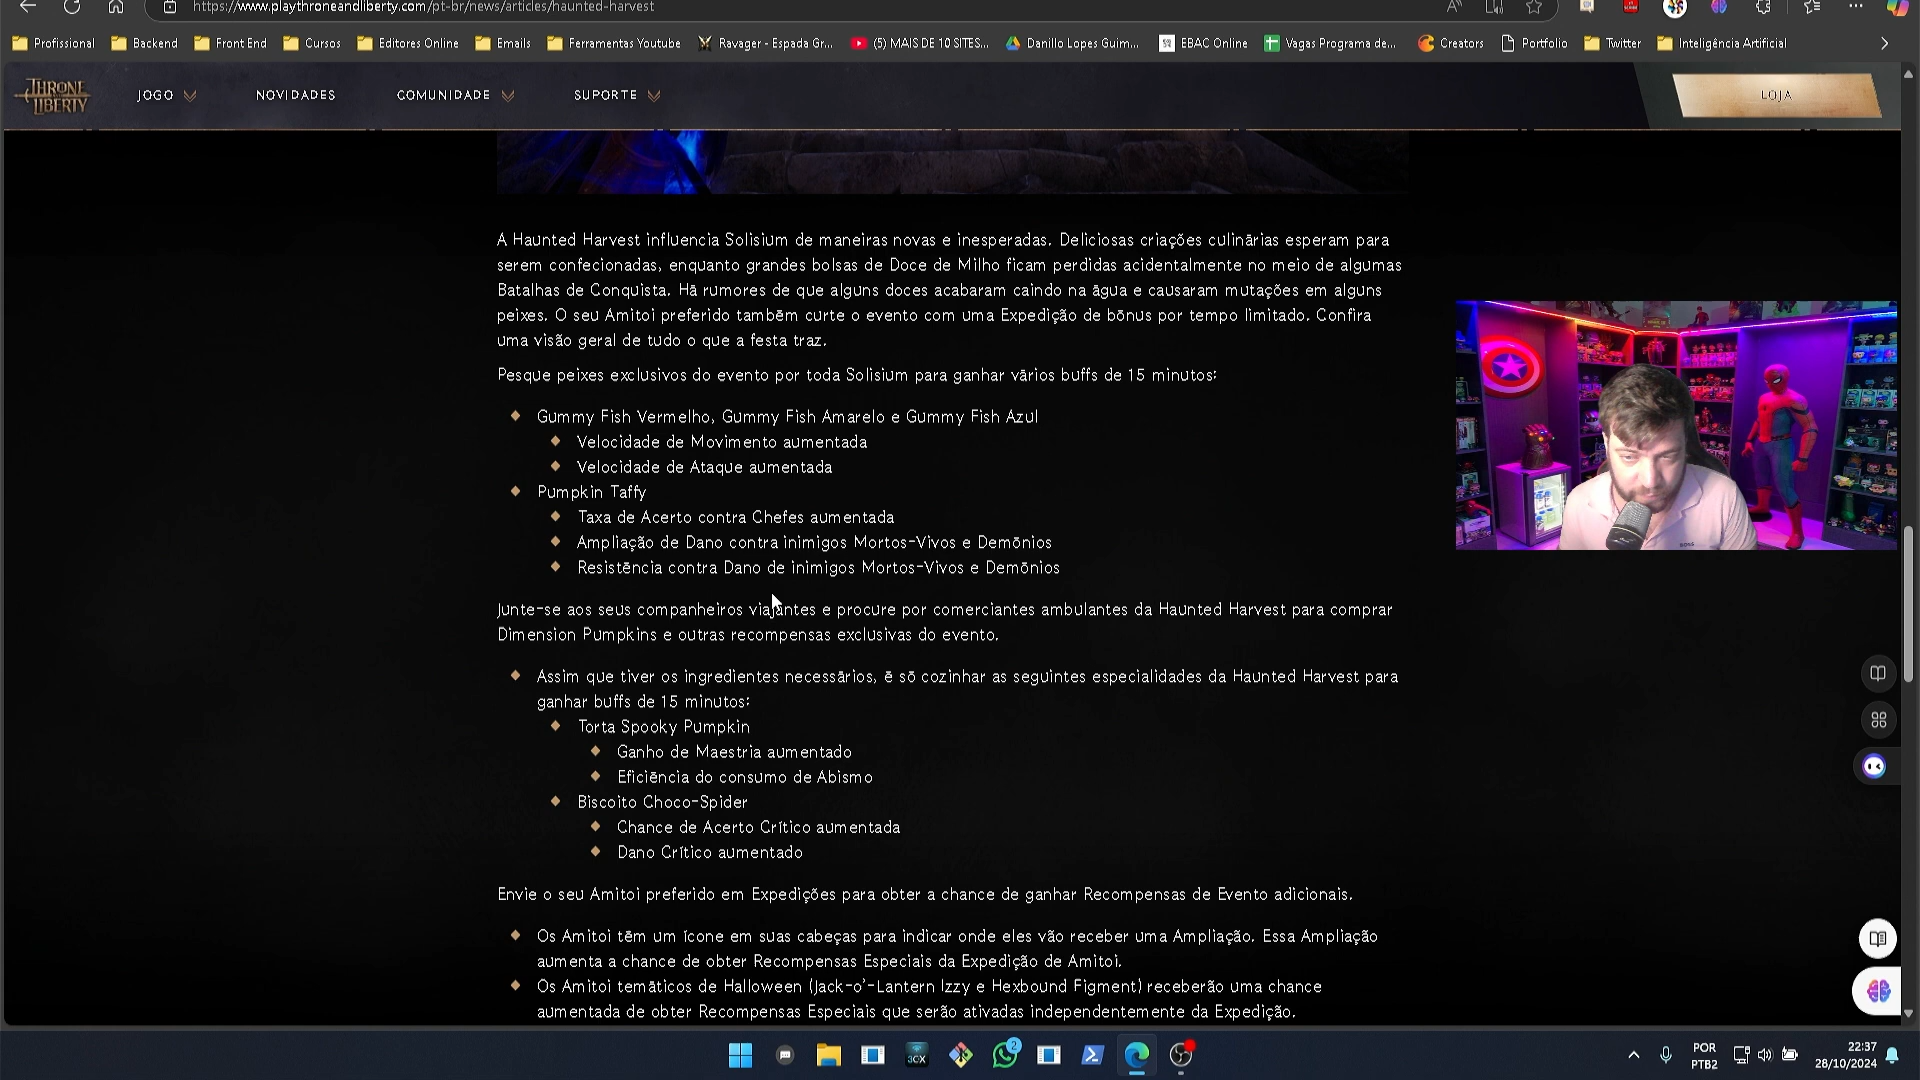 https://www.playthroneandliberty.com/pt-br/news/articles/haunted-harvest
Profissional
Backend
Front End
Cursos
Editores Online
Emails
Ferramentas Youtube
Ravager - Espada Gr...
(5) MAIS DE 10 SITES...
Danillo Lopes Guim...
EBAC Online
Vagas Programa de...
Creators
Portfolio
Twitter
Inteligência Artificial
THRONE
LIBERTY
JOGO
NOVIDADES
COMUNIDADE
SUPORTE
LOJA
A Haunted Harvest influencia Solisium de maneiras novas e inesperadas. Deliciosas criações culinárias esperam para
serem confecionadas, enquanto grandes bolsas de Doce de Milho ficam perdidas acidentalmente no meio de algumas
Batalhas de Conquista. Há rumores de que alguns doces acabaram caindo na água e causaram mutações em alguns
peixes. O seu Amitoi preferido também curte o evento com uma Expedição de bônus por tempo limitado. Confira
uma visão geral de tudo o que a festa traz.
Pesque peixes exclusivos do evento por toda Solisium para ganhar vários buffs de 15 minutos:
Gummy Fish Vermelho, Gummy Fish Amarelo e Gummy Fish Azul
Velocidade de Movimento aumentada
Velocidade de Ataque aumentada
Pumpkin Taffy
Taxa de Acerto contra Chefes aumentada
Ampliação de Dano contra inimigos Mortos-Vivos e Demônios
Resistência contra Dano de inimigos Mortos-Vivos e Demônios
Junte-se aos seus companheiros viajantes e procure por comerciantes ambulantes da Haunted Harvest para comprar
Dimension Pumpkins e outras recompensas exclusivas do evento.
Assim que tiver os ingredientes necessários, é só cozinhar as seguintes especialidades da Haunted Harvest para
ganhar buffs de 15 minutos:
Torta Spooky Pumpkin
Ganho de Maestria aumentado
Eficiência do consumo de Abismo
Biscoito Choco-Spider
Chance de Acerto Crítico aumentada
Dano Crítico aumentado
Envie o seu Amitoi preferido em Expedições para obter a chance de ganhar Recompensas de Evento adicionais.
Os Amitoi têm um ícone em suas cabeças para indicar onde eles vão receber uma Ampliação. Essa Ampliação
aumenta a chance de obter Recompensas Especiais da Expedição de Amitoi.
Os Amitoi temáticos de Halloween (Jack-o'-Lantern Izzy e Hexbound Figment) receberão uma chance
aumentada de obter Recompensas Especiais que serão ativadas independentemente da Expedição.
3CX
2
POR
PTB2
22:37
28/10/2024